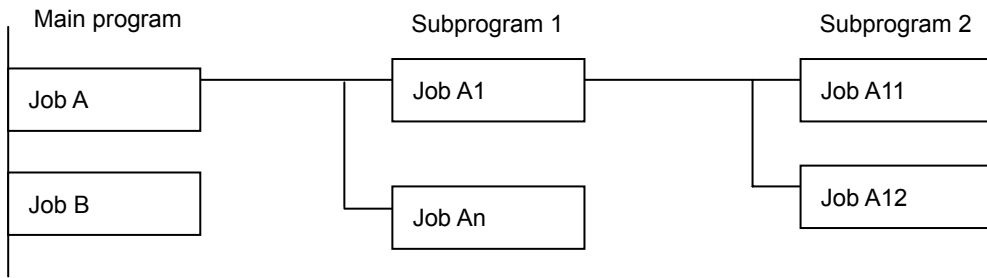 Main program
Subprogram 1
Subprogram 2
Job A
Job A1
Job A11
Job B
Job An
Job A12